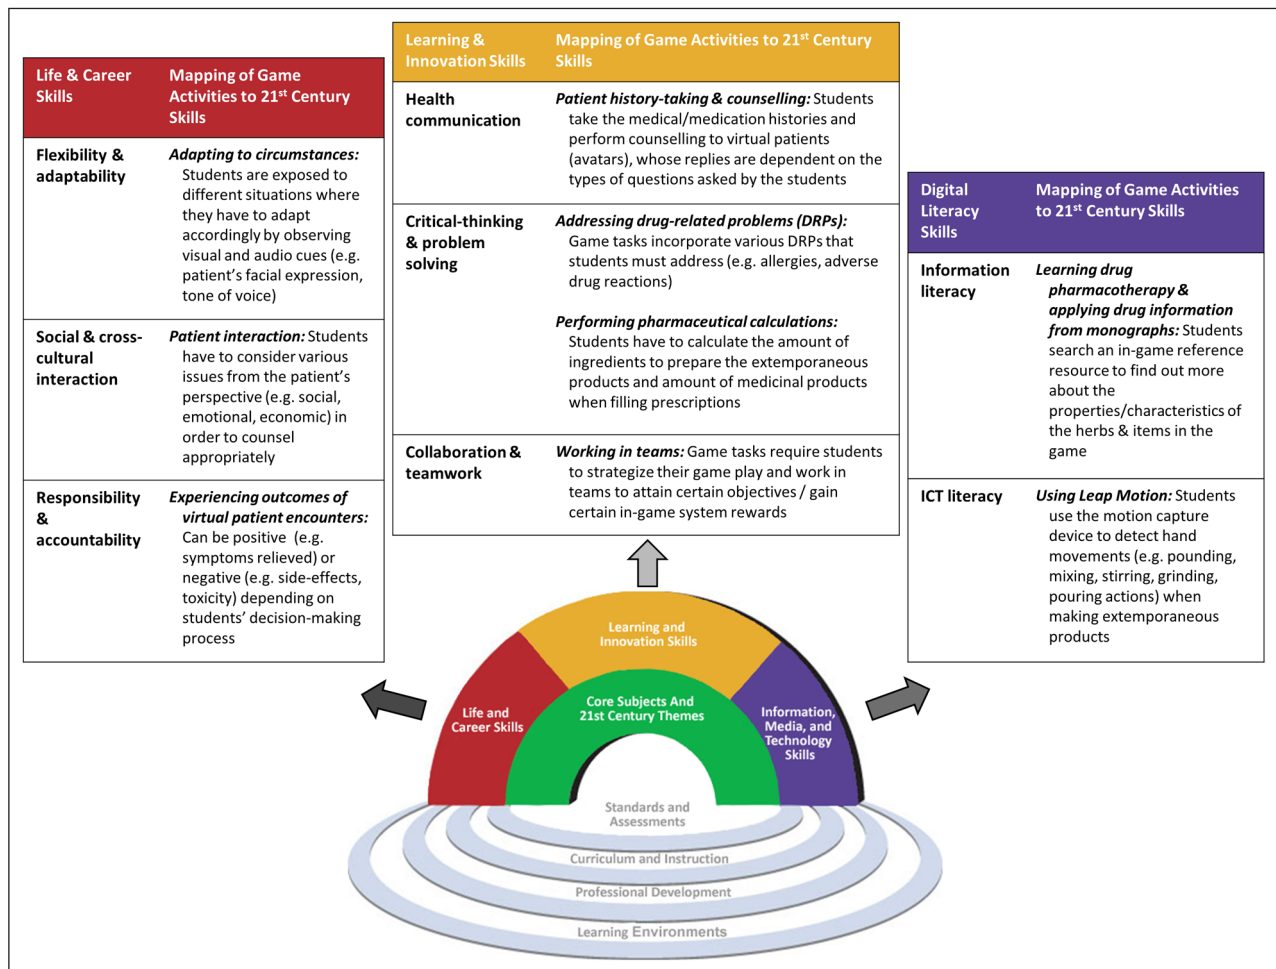 Life & Career
Skills
Mapping of Game
Activities to 21st Century
Skills
Flexibility &
adaptability
Adapting to circumstances:
Students are exposed to
different situations where
they have to adapt
accordingly by observing
visual and audio cues (e.g.
patient's facial expression,
tone of voice)
Social & cross-
cultural
interaction
Patient interaction: Students
have to consider various
issues from the patient's
perspective (e.g. social,
emotional, economic) in
order to counsel
appropriately
Responsibility
&
accountability
Experiencing outcomes of
virtual patient encounters:
Can be positive (e.g.
symptoms relieved) or
negative (e.g. side-effects,
toxicity) depending on
students' decision-making
process
Learning &
Innovation Skills
Mapping of Game Activities to 21st Century
Skills
Health
communication
Patient history-taking & counselling: Students
take the medical/medication histories and
perform counselling to virtual patients
(avatars), whose replies are dependent on the
types of questions asked by the students
Critical-thinking
& problem
solving
Addressing drug-related problems (DRPs):
Game tasks incorporate various DRPs that
students must address (e.g. allergies, adverse
drug reactions)
Performing pharmaceutical calculations:
Students have to calculate the amount of
ingredients to prepare the extemporaneous
products and amount of medicinal products
when filling prescriptions
Collaboration &
teamwork
Working in teams: Game tasks require students
to strategize their game play and work in
teams to attain certain objectives / gain
certain in-game system rewards
Digital
Literacy
Skills
Mapping of Game Activities
to 21st Century Skills
Information
literacy
Learning drug
pharmacotherapy &
applying drug information
from monographs: Students
search an in-game reference
resource to find out more
about the
properties/characteristics of
the herbs & items in the
game
ICT literacy
Using Leap Motion: Students
use the motion capture
device to detect hand
movements (e.g. pounding,
mixing, stirring, grinding,
pouring actions) when
making extemporaneous
products
Learning and
Innovation Skills
Life and
Career Skills
Core Subjects And
21st Century Themes
Information,
Media, and
Technology
Skills
Standards and
Assessments
Curriculum and Instruction
Professional Development
Learning Environments